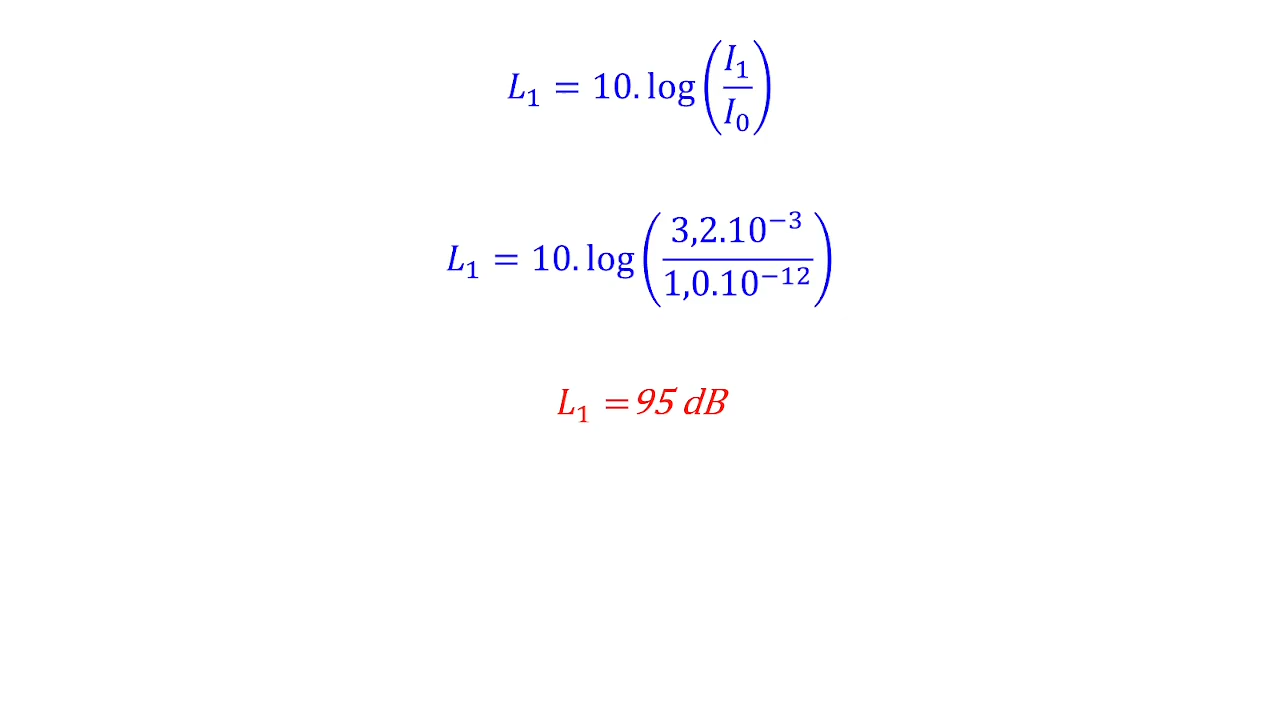 L₁ = 10. log(I₁/I₀)
L₁ = 10. log(3,2.10⁻³/1,0.10⁻¹²)
L₁ =95 dB